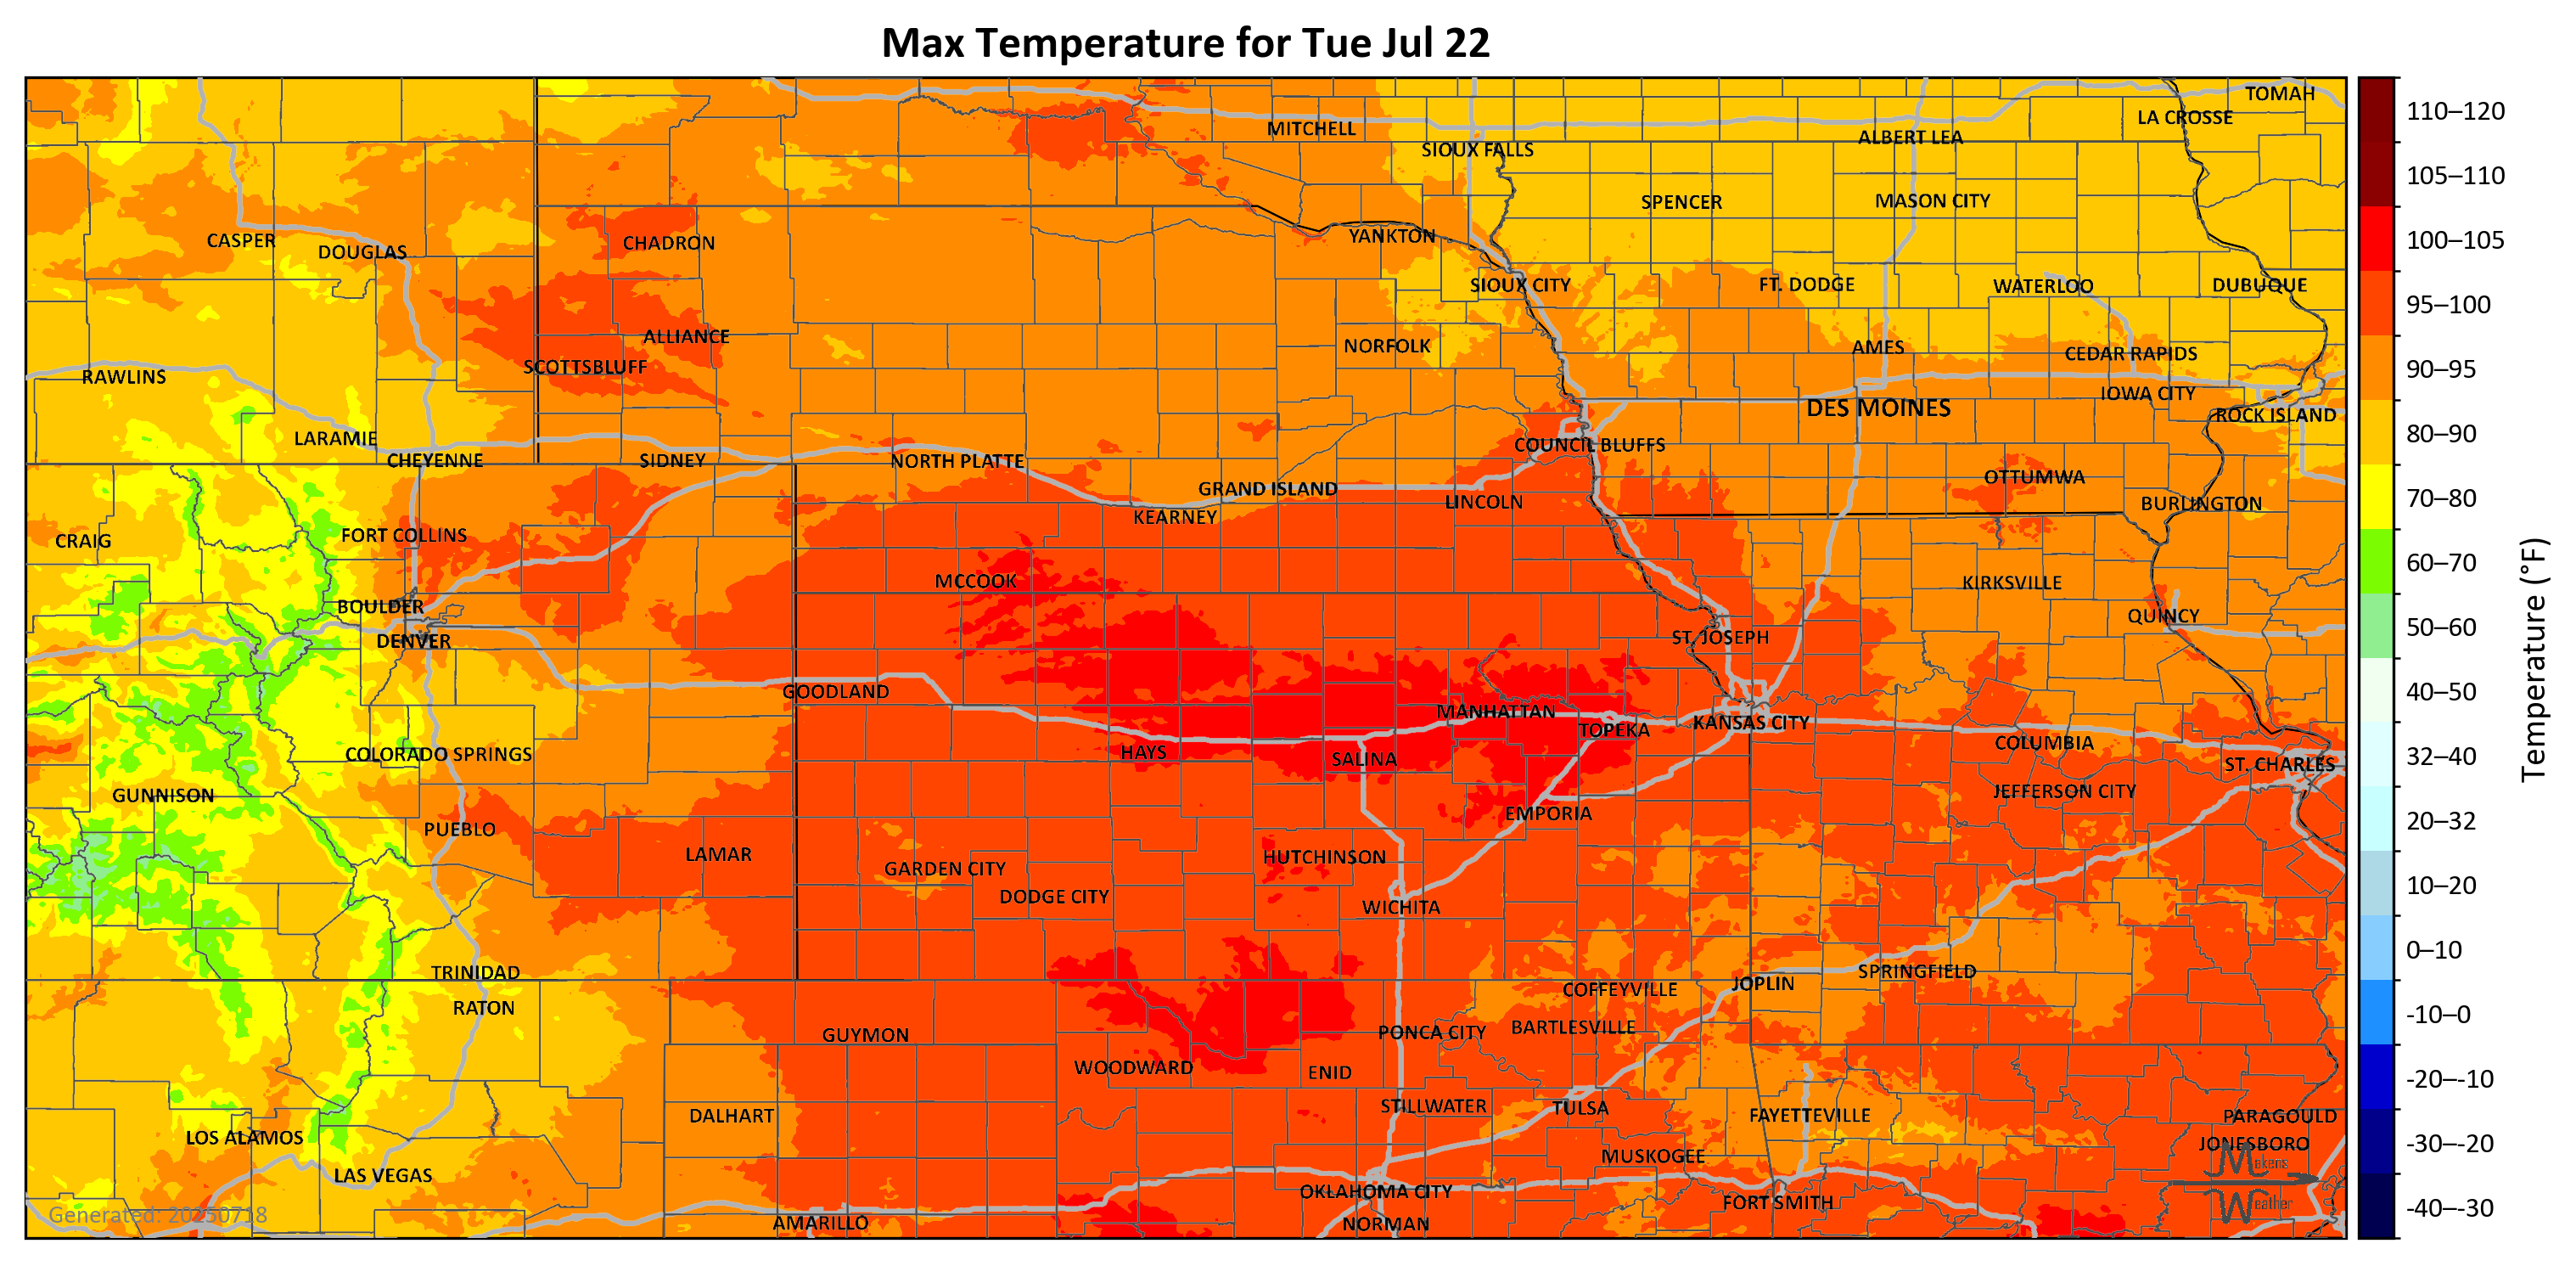 Max Temperature for Tue Jul 22
TOMAH
LA CROSSE
MITCHELL
ALBERT LEA
SIOUX FALLS
SPENCER
MASON CITY
CASPER
DOUGLAS
CHADRON
YANKTON
SIOUX CITY
FT. DODGE
WATERLOO
DUBUQUE
ALLIANCE
NORFOLK
AMES
CEDAR RAPIDS
SCOTTSBLUFF
RAWLINS
IOWA CITY
DES MOINES
ROCK ISLAND
LARAMIE
COUNCIL BLUFFS
CHEYENNE
SIDNEY
NORTH PLATTE
OTTUMWA
GRAND ISLAND
LINCOLN
BURLINGTON
KEARNEY
FORT COLLINS
CRAIG
MCCOOK
KIRKSVILLE
BOULDER
QUINCY
DENVER
ST. JOSEPH
GOODLAND
MANHATTAN
KANSAS CITY
TOPEKA
COLUMBIA
HAYS
COLORADO SPRINGS
SALINA
ST. CHARLES
JEFFERSON CITY
GUNNISON
EMPORIA
PUEBLO
LAMAR
HUTCHINSON
GARDEN CITY
DODGE CITY
WICHITA
TRINIDAD
SPRINGFIELD
JOPLIN
COFFEYVILLE
RATON
BARTLESVILLE
PONCA CITY
GUYMON
WOODWARD
ENID
STILLWATER
TULSA
DALHART
FAYETTEVILLE
PARAGOULD
LOS ALAMOS
JONESBORO
MUSKOGEE
LAS VEGAS
OKLAHOMA CITY
FORT SMITH
AMARILLO
NORMAN
Makens
Weather
Generated: 20250718
110–120
105–110
100–105
95–100
90–95
80–90
70–80
60–70
50–60
40–50
32–40
20–32
10–20
0–10
-10–0
-20–-10
-30–-20
-40–-30
Temperature (°F)